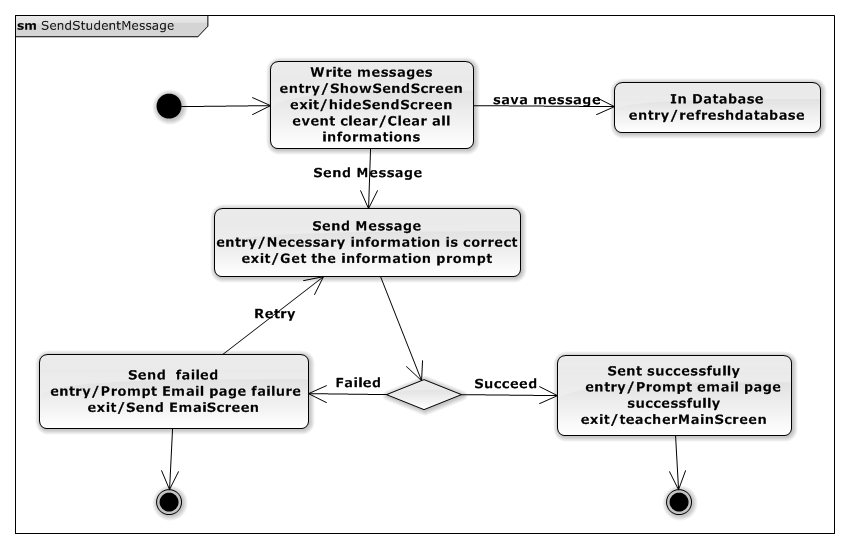 sm SendStudentMessage
Write messages
entry/ShowSendScreen
exit/hideSendScreen
event clear/Clear all
informations
sava message
In Database
entry/refreshdatabase
Send Message
Send Message
entry/Necessary information is correct
exit/Get the information prompt
Retry
Send failed
entry/Prompt Email page failure
exit/Send EmaiScreen
Failed
Succeed
Sent successfully
entry/Prompt email page
successfully
exit/teacherMainScreen